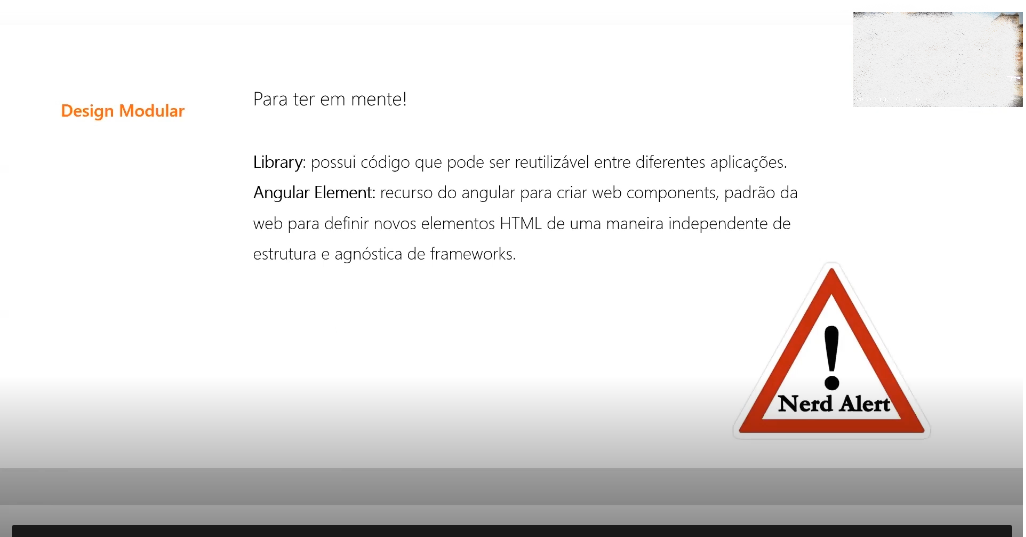 Design Modular
Para ter em mente!
Library: possui código que pode ser reutilizável entre diferentes aplicações.
Angular Element: recurso do angular para criar web components, padrão da
web para definir novos elementos HTML de uma maneira independente de
estrutura e agnóstica de frameworks.
!
Nerd Alert